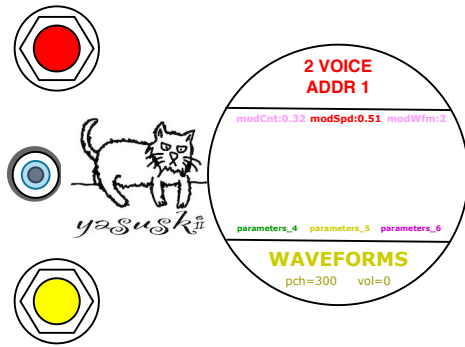 2 VOICE
ADDR 1
modCnt:0.32 modSpd:0.51 modWfm:2
yasuski
II
parameters_4 parameters_5 parameters_6
WAVEFORMS
pch=300 vol=0